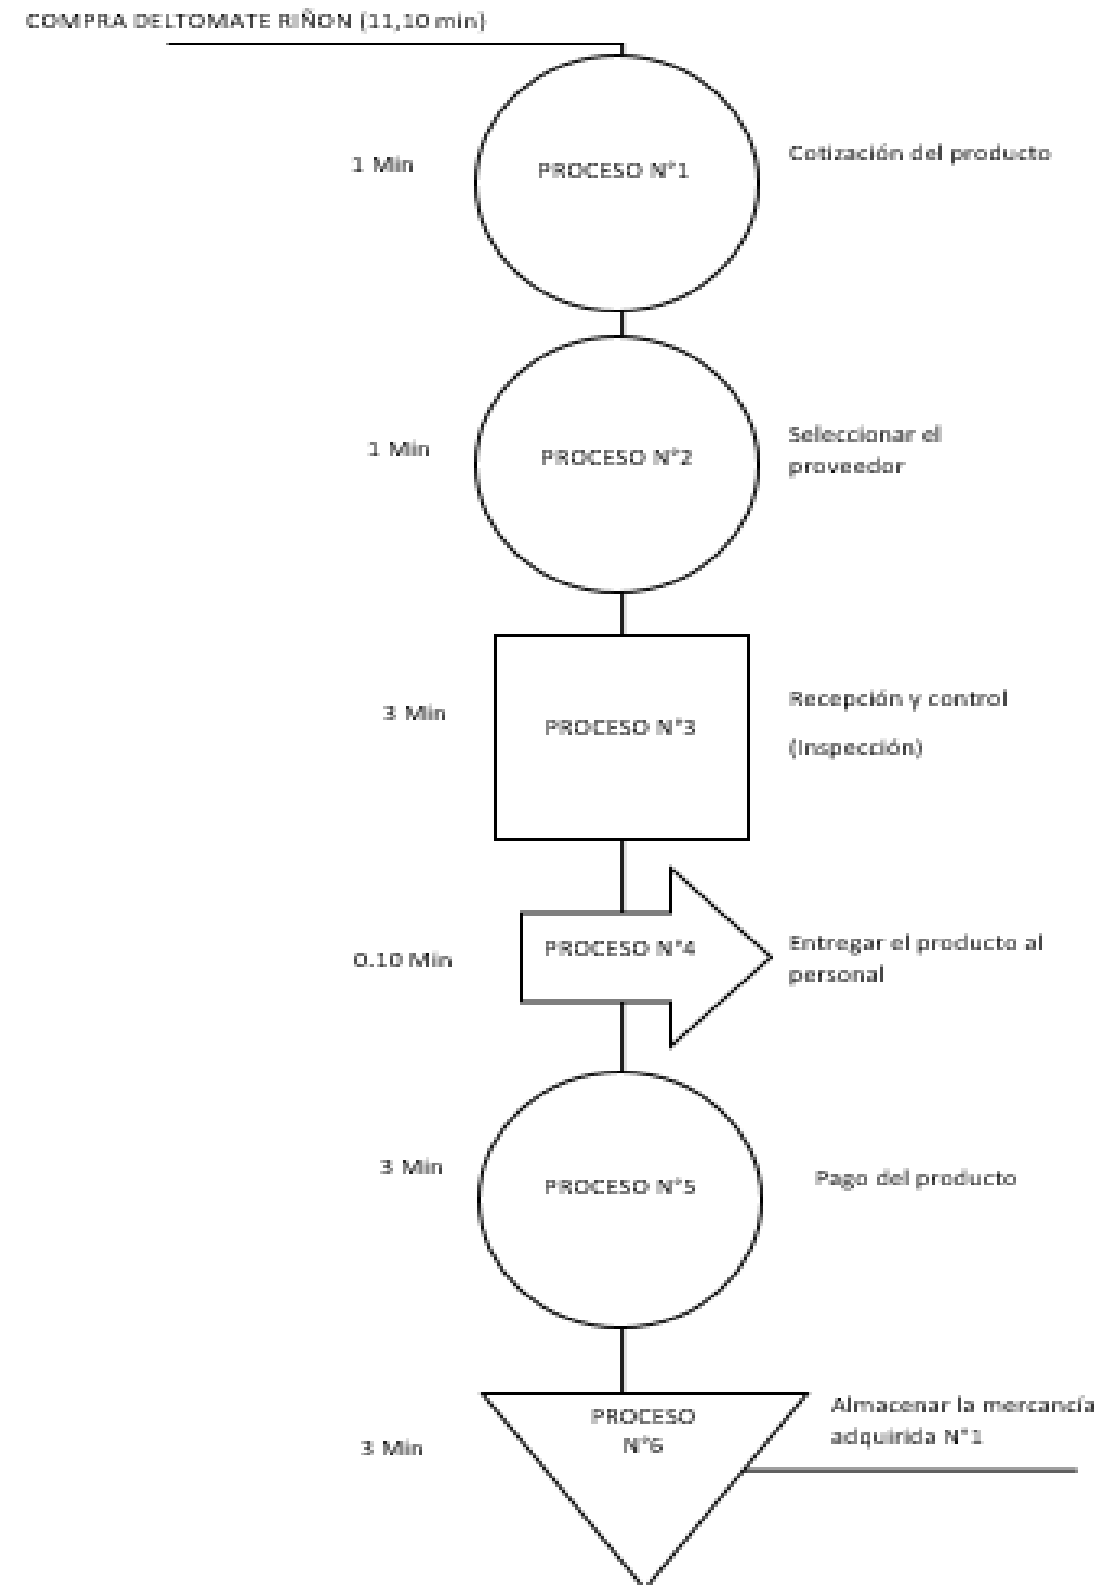 COMPRA DELTOMATE RIÑON (11,10 min)
1 Min
PROCESO N°1
Cotización del producto
1 Min
PROCESO N°2
Seleccionar el
proveedor
3 Min
PROCESO N°3
Recepción y control
(Inspección)
0.10 Min
PROCESO N°4
Entregar el producto al
personal
3 Min
PROCESO N°5
Pago del producto
3 Min
PROCESO
N°6
Almacenar la mercancía
adquirida N°1